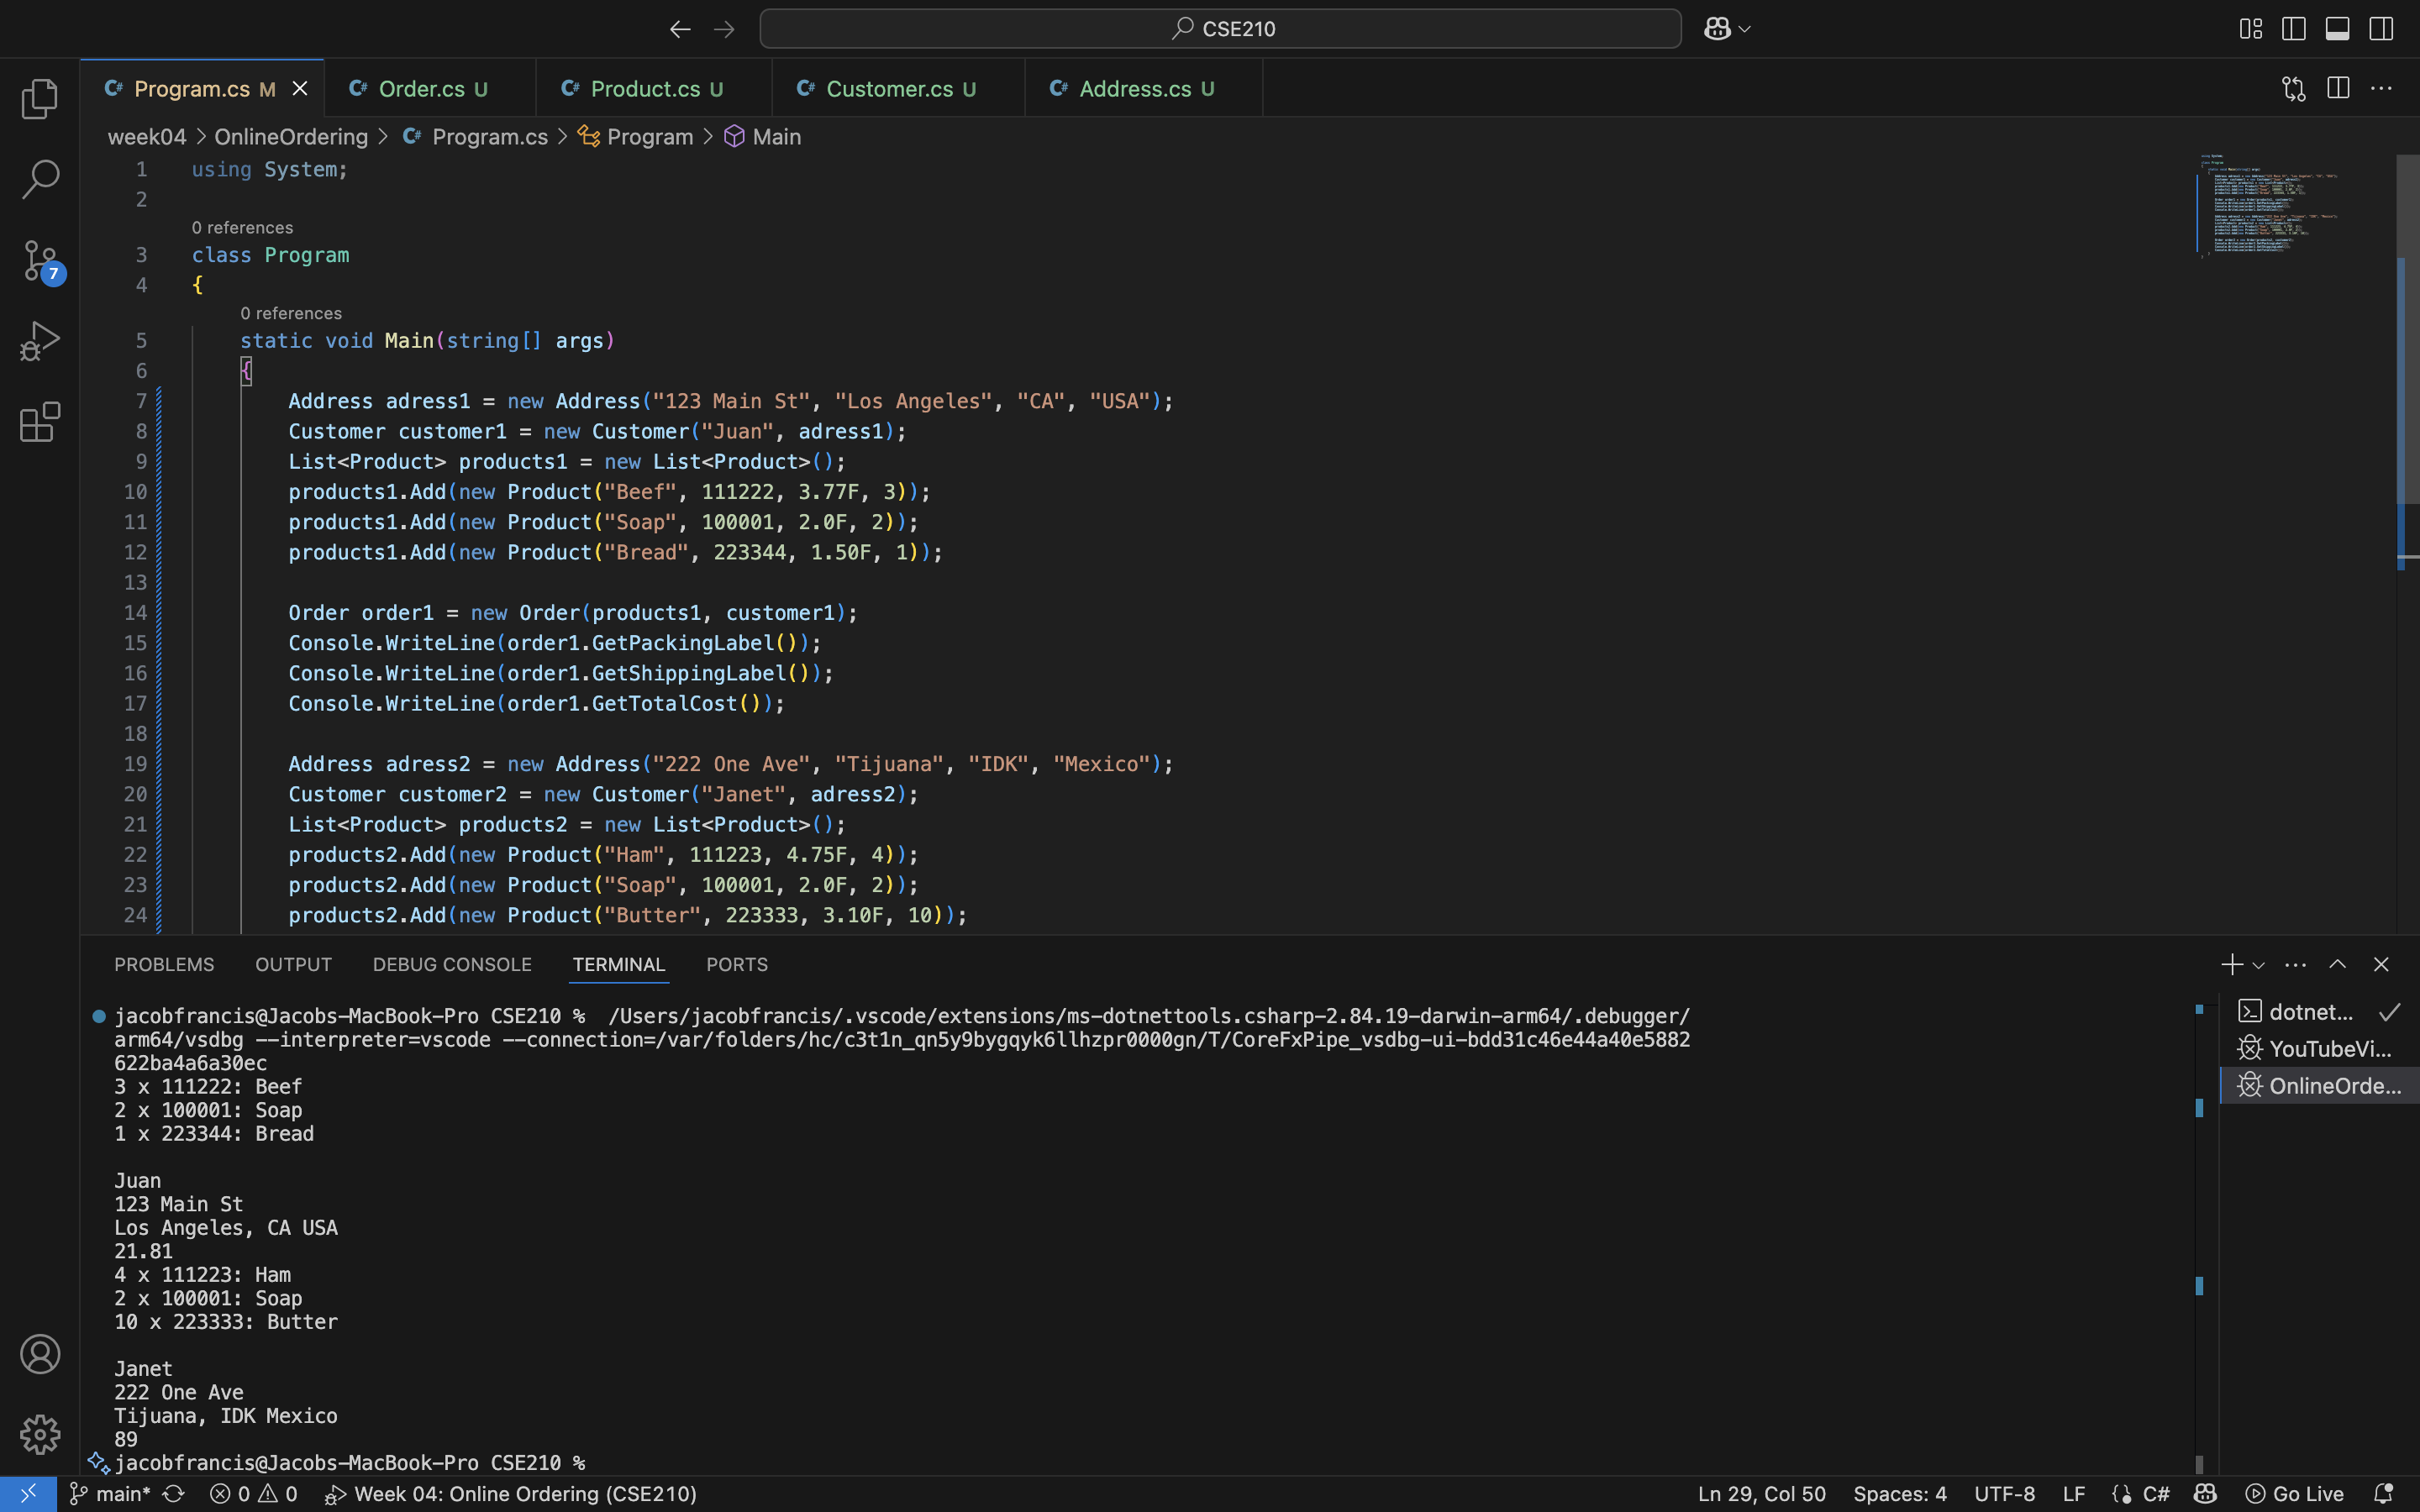 CSE210
Program.cs M
Order.cs U
Product.cs U
Customer.cs U
Address.cs U
week04 > OnlineOrdering > Program.cs > Program > Main
1 using System;
2
0 references
3 class Program
4 {
0 references
5 static void Main(string[] args)
6 {
7 Address adress1 = new Address("123 Main St", "Los Angeles", "CA", "USA");
8 Customer customer1 = new Customer("Juan", adress1);
9 List<Product> products1 = new List<Product>();
10 products1.Add(new Product("Beef", 111222, 3.77F, 3));
11 products1.Add(new Product("Soap", 100001, 2.0F, 2));
12 products1.Add(new Product("Bread", 223344, 1.50F, 1));
13
14 Order order1 = new Order(products1, customer1);
15 Console.WriteLine(order1.GetPackingLabel());
16 Console.WriteLine(order1.GetShippingLabel());
17 Console.WriteLine(order1.GetTotalCost());
18
19 Address adress2 = new Address("222 One Ave", "Tijuana", "IDK", "Mexico");
20 Customer customer2 = new Customer("Janet", adress2);
21 List<Product> products2 = new List<Product>();
22 products2.Add(new Product("Ham", 111223, 4.75F, 4));
23 products2.Add(new Product("Soap", 100001, 2.0F, 2));
24 products2.Add(new Product("Butter", 223333, 3.10F, 10));
7
PROBLEMS OUTPUT DEBUG CONSOLE TERMINAL PORTS
jacobfrancis@Jacobs-MacBook-Pro CSE210 % /Users/jacobfrancis/.vscode/extensions/ms-dotnettools.csharp-2.84.19-darwin-arm64/.debugger/
arm64/vsdbg --interpreter=vscode --connection=/var/folders/hc/c3t1n_qn5y9bygqyk6llhzpr0000gn/T/CoreFxPipe_vsdbg-ui-bdd31c46e44a40e5882
622ba4a6a30ec
3 x 111222: Beef
2 x 100001: Soap
1 x 223344: Bread
Juan
123 Main St
Los Angeles, CA USA
21.81
4 x 111223: Ham
2 x 100001: Soap
10 x 223333: Butter
Janet
222 One Ave
Tijuana, IDK Mexico
89
jacobfrancis@Jacobs-MacBook-Pro CSE210 %
dotnet...
YouTubeVi...
OnlineOrde...
main* 0 0 Week 04: Online Ordering (CSE210) Ln 29, Col 50 Spaces: 4 UTF-8 LF C# Go Live